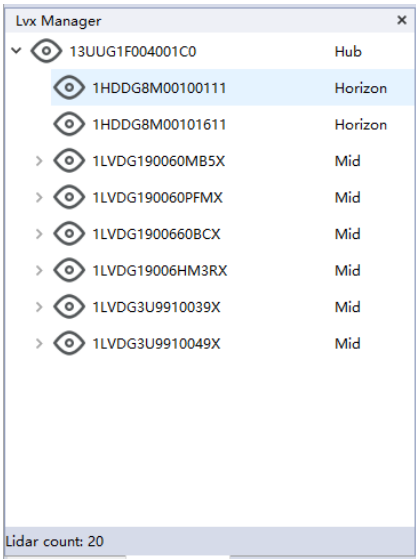 Lvx Manager
13UUG1F004001C0 Hub
1HDDG8M00100111 Horizon
1HDDG8M00101611 Horizon
1LVDG190060MB5X Mid
1LVDG190060PFMX Mid
1LVDG1900660BCX Mid
1LVDG19006HM3RX Mid
1LVDG3U9910039X Mid
1LVDG3U9910049X Mid
Lidar count: 20